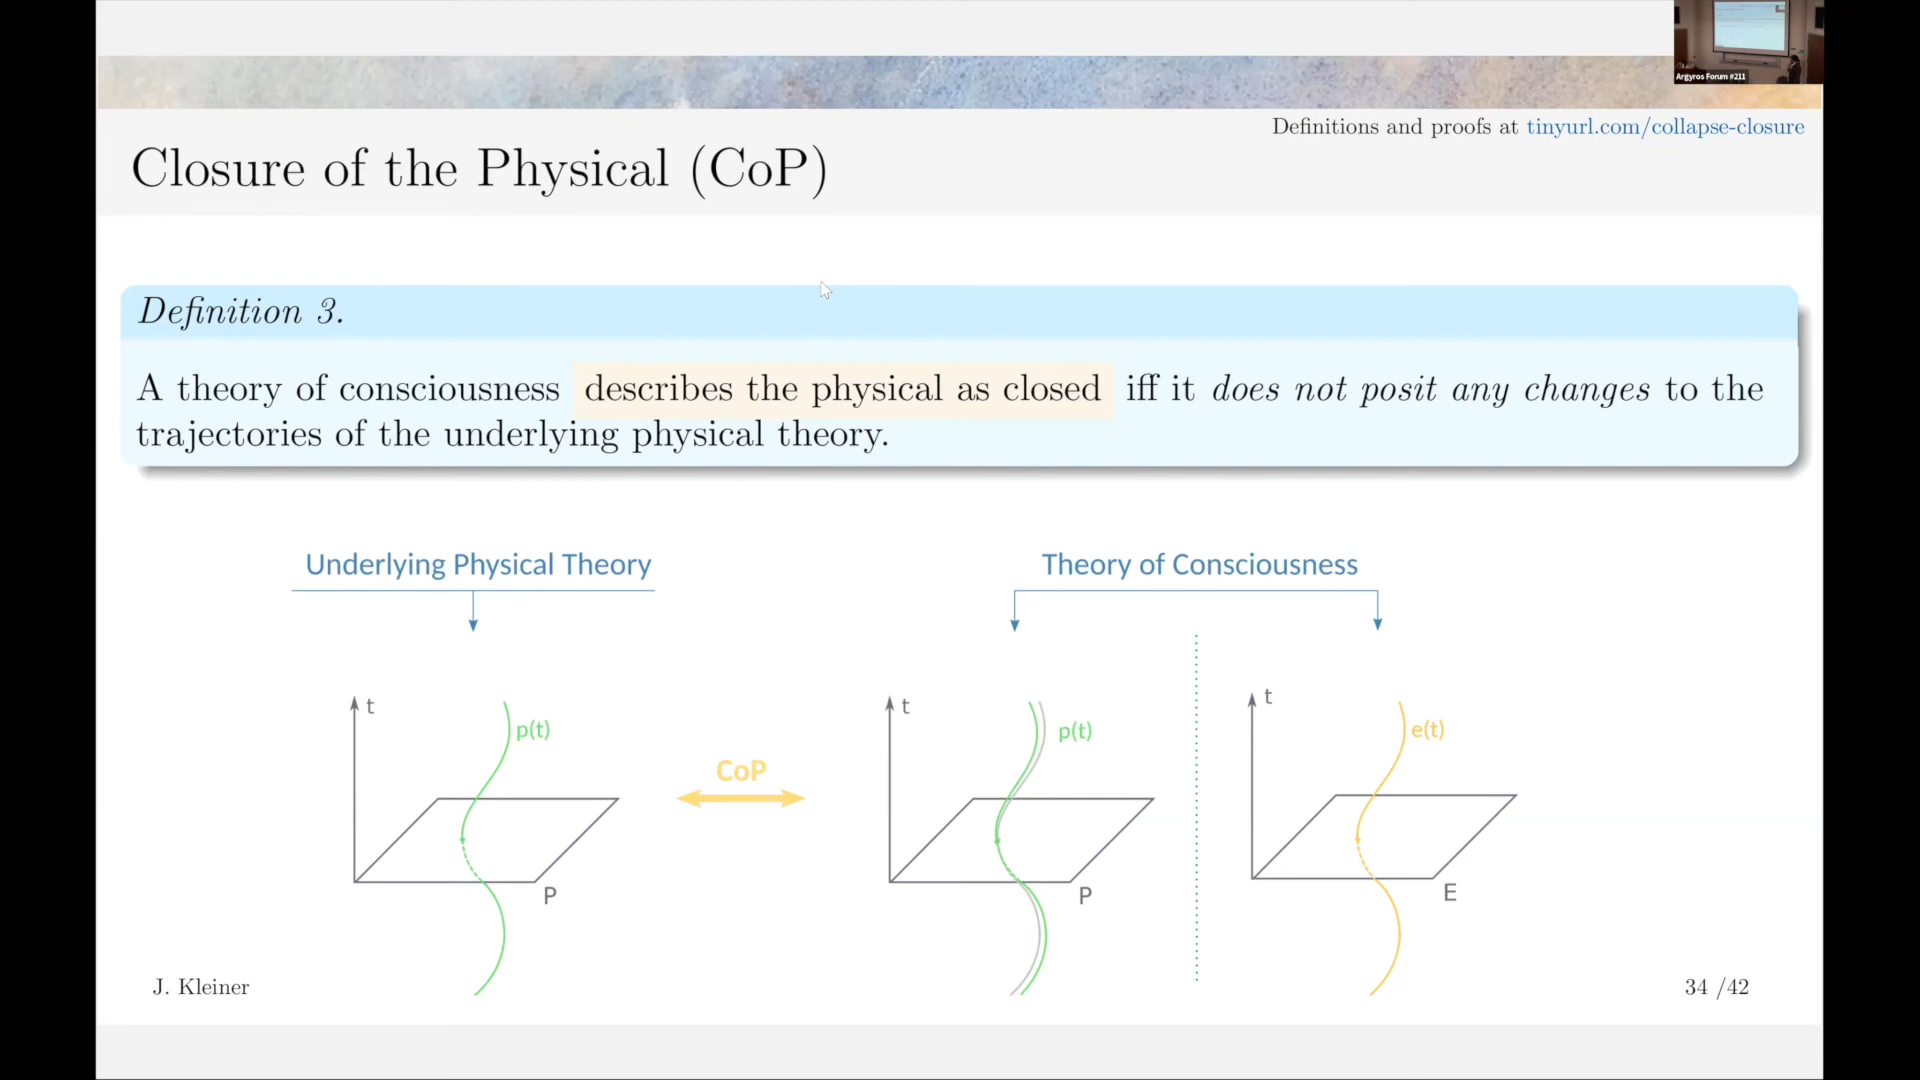 Argyros Forum #211
Definitions and proofs at tinyurl.com/collapse-closure
Closure of the Physical (CoP)
Definition 3.
A theory of consciousness describes the physical as closed iff it does not posit any changes to the
trajectories of the underlying physical theory.
Underlying Physical Theory
Theory of Consciousness
t
p(t)
P
CoP
t
p(t)
P
t
e(t)
E
J. Kleiner
34 /42